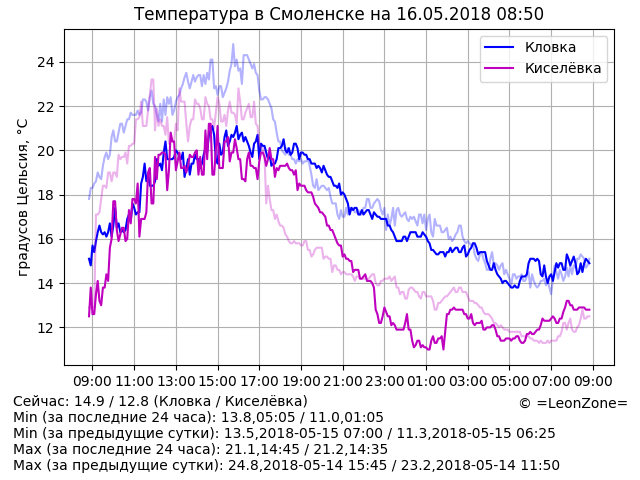 Температура в Смоленске на 16.05.2018 08:50
Кловка
Киселёвка
градусов Цельсия, °C
24
22
20
18
16
14
12
09:00 11:00 13:00 15:00 17:00 19:00 21:00 23:00 01:00 03:00 05:00 07:00 09:00
Сейчас: 14.9 / 12.8 (Кловка / Киселёвка)
© =LeonZone=
Min (за последние 24 часа): 13.8,05:05 / 11.0,01:05
Min (за предыдущие сутки): 13.5,2018-05-15 07:00 / 11.3,2018-05-15 06:25
Max (за последние 24 часа): 21.1,14:45 / 21.2,14:35
Max (за предыдущие сутки): 24.8,2018-05-14 15:45 / 23.2,2018-05-14 11:50